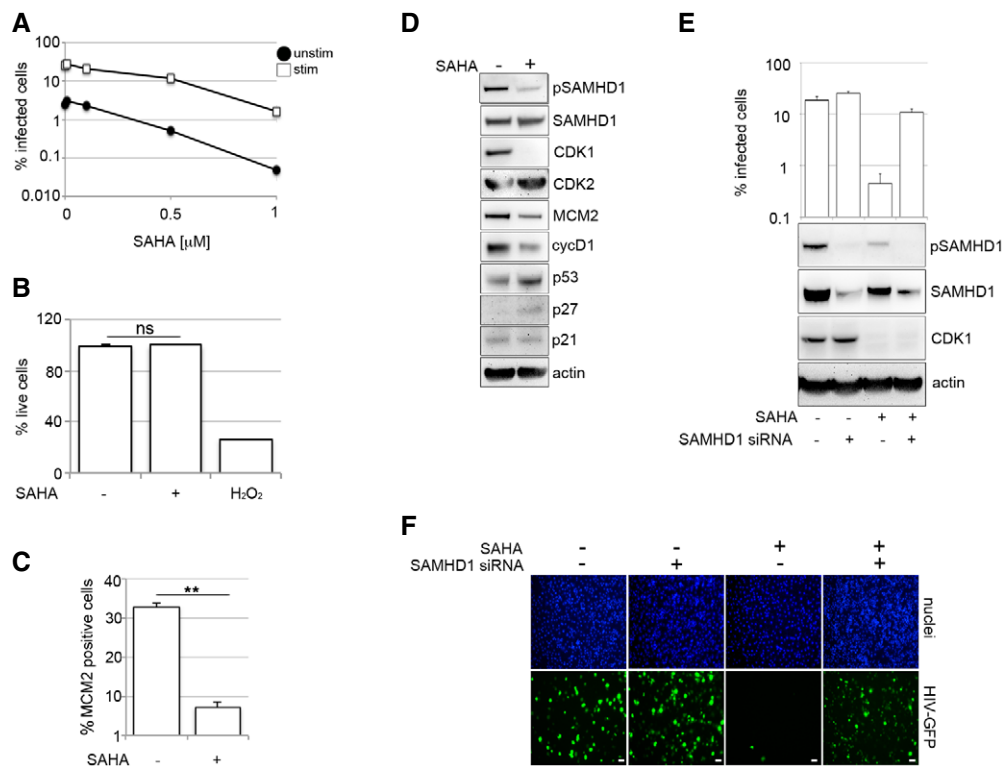 A
100
10
1
0.1
0.010
% infected cells
0
0.5
1
SAHA [μM]
unstim
stim
B
120
80
40
0
% live cells
ns
SAHA
-
+
H₂O₂
C
40
30
20
10
1
% MCM2 positive cells
**
SAHA
-
+
D
SAHA - +
pSAMHD1
SAMHD1
CDK1
CDK2
MCM2
cycD1
p53
p27
p21
actin
E
100
10
1
0.1
% infected cells
pSAMHD1
SAMHD1
CDK1
actin
SAHA - - + +
SAMHD1 siRNA - + - +
F
SAHA - - + +
SAMHD1 siRNA - + - +
nuclei
HIV-GFP